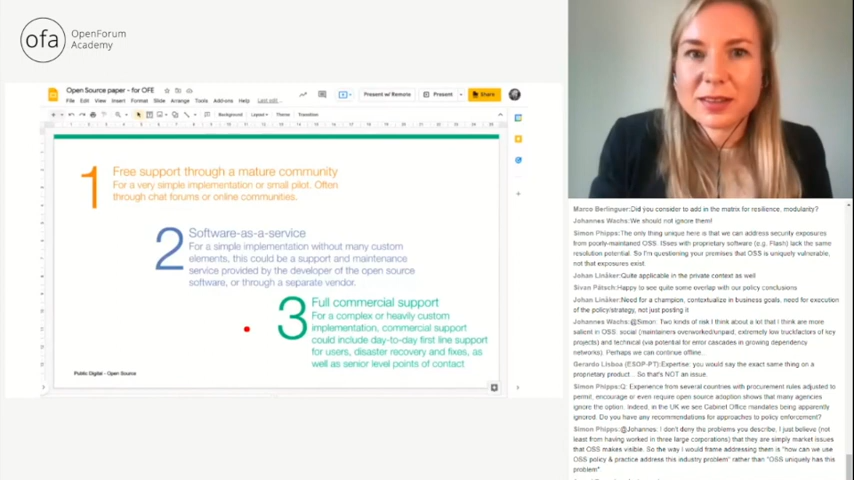 ofa OpenForum
Academy
Open Source paper - for OFE
File Edit View Insert Format Slide Arrange Tools Add-ons Help Last edit ...
Present w/ Remote
Present
Share
Background Layout Theme Transition
1 Free support through a mature community
For a very simple implementation or small pilot. Often
through chat forums or online communities.
2 Software-as-a-service
For a simple implementation without many custom
elements, this could be a support and maintenance
service provided by the developer of the open source
software, or through a separate vendor.
3 Full commercial support
For a complex or heavily custom
implementation, commercial support
could include day-to-day first line support
for users, disaster recovery and fixes, as
well as senior level points of contact
Public Digital - Open Source
Marco Berlinguer:Did you consider to add in the matrix for resilience, modularity?
Johannes Wachs:We should not ignore them!
Simon Phipps:The only thing unique here is that we can address security exposures
from poorly-maintained OSS. ISses with proprietary software (e.g. Flash) lack the same
resolution potential. So I'm questioning your premises that OSS is uniquely vulnerable,
not that exposures exist.
Johan Linåker:Quite applicable in the private context as well
Sivan Pätsch:Happy to see quite some overlap with our policy conclusions
Johan Linåker:Need for a champion, contextualize in business goals, need for execution
of the policy/strategy, not just posting it
Johannes Wachs:@Simon: Two kinds of risk I think about a lot that I think are more
salient in OSS: social (maintainers overworked/unpaid, extremely low truckfactors of
key projects) and technical (via potential for error cascades in growing dependency
networks). Perhaps we can continue offline...
Gerardo Lisboa (ESOP-PT):Expertise: you would say the exact same thing on a
proprietary product... So that's NOT an issue.
Simon Phipps:Q: Experience from several countries with procurement rules adjusted to
permit, encourage or even require open source adoption shows that many agencies
ignore the option. Indeed, in the UK we see Cabinet Office mandates being apparently
ignored. Do you have any recommendations for approaches to policy enforcement?
Simon Phipps:@Johannes: I don't deny the problems you describe, I just believe (not
least from having worked in three large corporations) that they are simply market issues
that OSS makes visible. So the way I would frame addressing them is "how can we use
OSS policy & practice address this industry problem" rather than "OSS uniquely has this
problem"